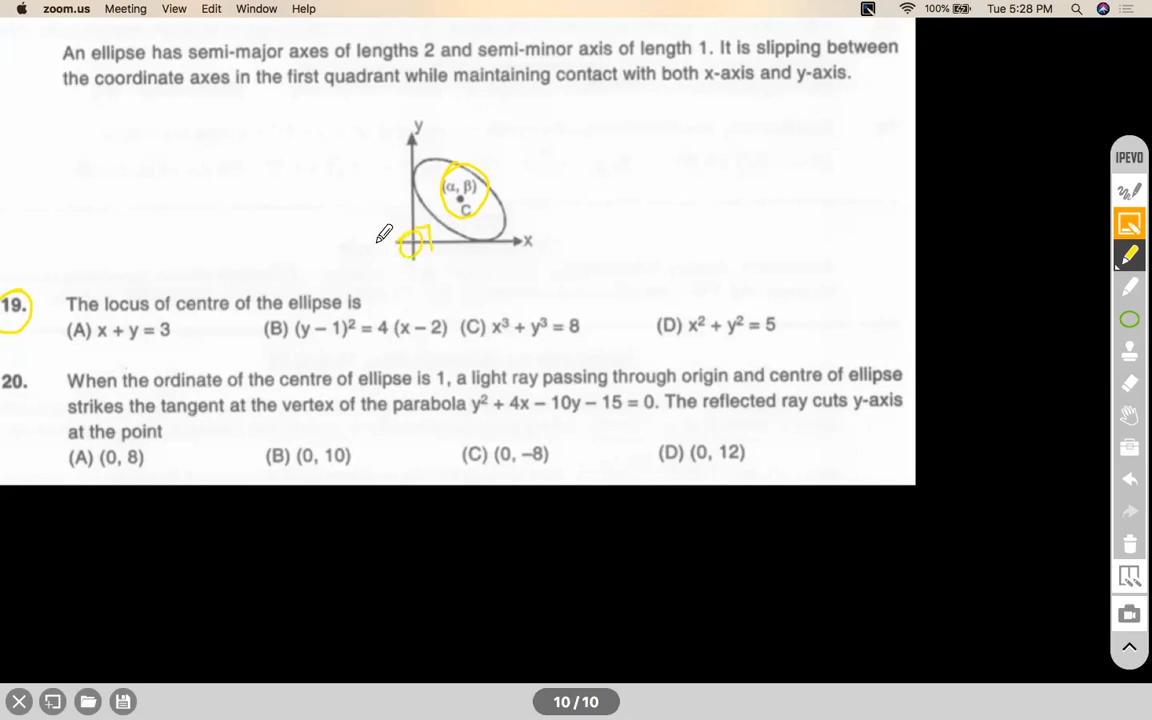 zoom.us Meeting View Edit Window Help 100% Tue 5:28 PM
An ellipse has semi-major axes of lengths 2 and semi-minor axis of length 1. It is slipping between
the coordinate axes in the first quadrant while maintaining contact with both x-axis and y-axis.
y
(α, β)
C
x
19. The locus of centre of the ellipse is
(A) x + y = 3 (B) (y − 1)² = 4 (x − 2) (C) x³ + y³ = 8 (D) x² + y² = 5
20. When the ordinate of the centre of ellipse is 1, a light ray passing through origin and centre of ellipse
strikes the tangent at the vertex of the parabola y² + 4x − 10y − 15 = 0. The reflected ray cuts y-axis
at the point
(A) (0, 8) (B) (0, 10) (C) (0, −8) (D) (0, 12)
IPEVO
10 / 10